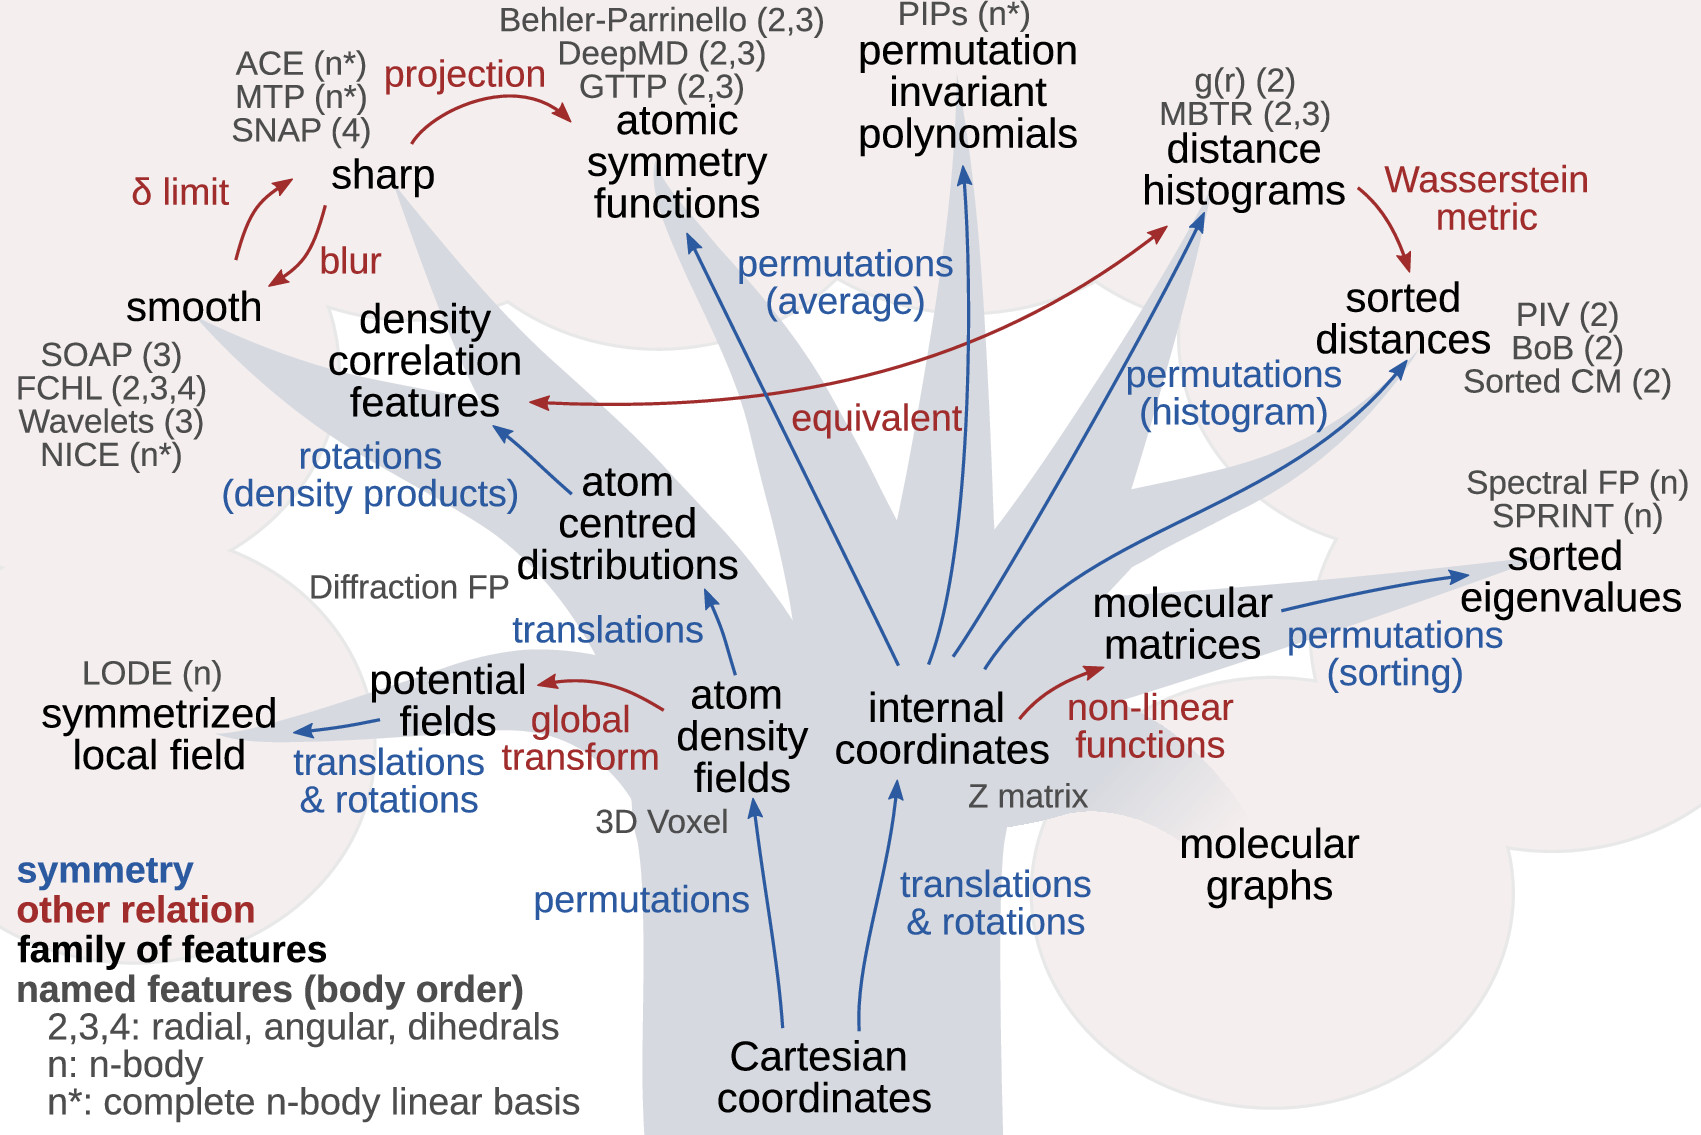 Behler-Parrinello (2,3)
DeepMD (2,3)
GTTP (2,3)
atomic
symmetry
functions
PIPs (n*)
permutation
invariant
polynomials
ACE (n*)
MTP (n*)
SNAP (4)
sharp
projection
g(r) (2)
MBTR (2,3)
distance
histograms
Wasserstein
metric
δ limit
blur
smooth
SOAP (3)
FCHL (2,3,4)
Wavelets (3)
NICE (n*)
density
correlation
features
permutations
(average)
equivalent
sorted
distances
PIV (2)
BoB (2)
Sorted CM (2)
permutations
(histogram)
rotations
(density products)
atom
centred
distributions
Diffraction FP
translations
Spectral FP (n)
SPRINT (n)
sorted
eigenvalues
molecular
matrices
permutations
(sorting)
LODE (n)
symmetrized
local field
potential
fields
translations
& rotations
global
transform
atom
density
fields
3D Voxel
internal
coordinates
Z matrix
non-linear
functions
molecular
graphs
permutations
translations
& rotations
Cartesian
coordinates
symmetry
other relation
family of features
named features (body order)
2,3,4: radial, angular, dihedrals
n: n-body
n*: complete n-body linear basis